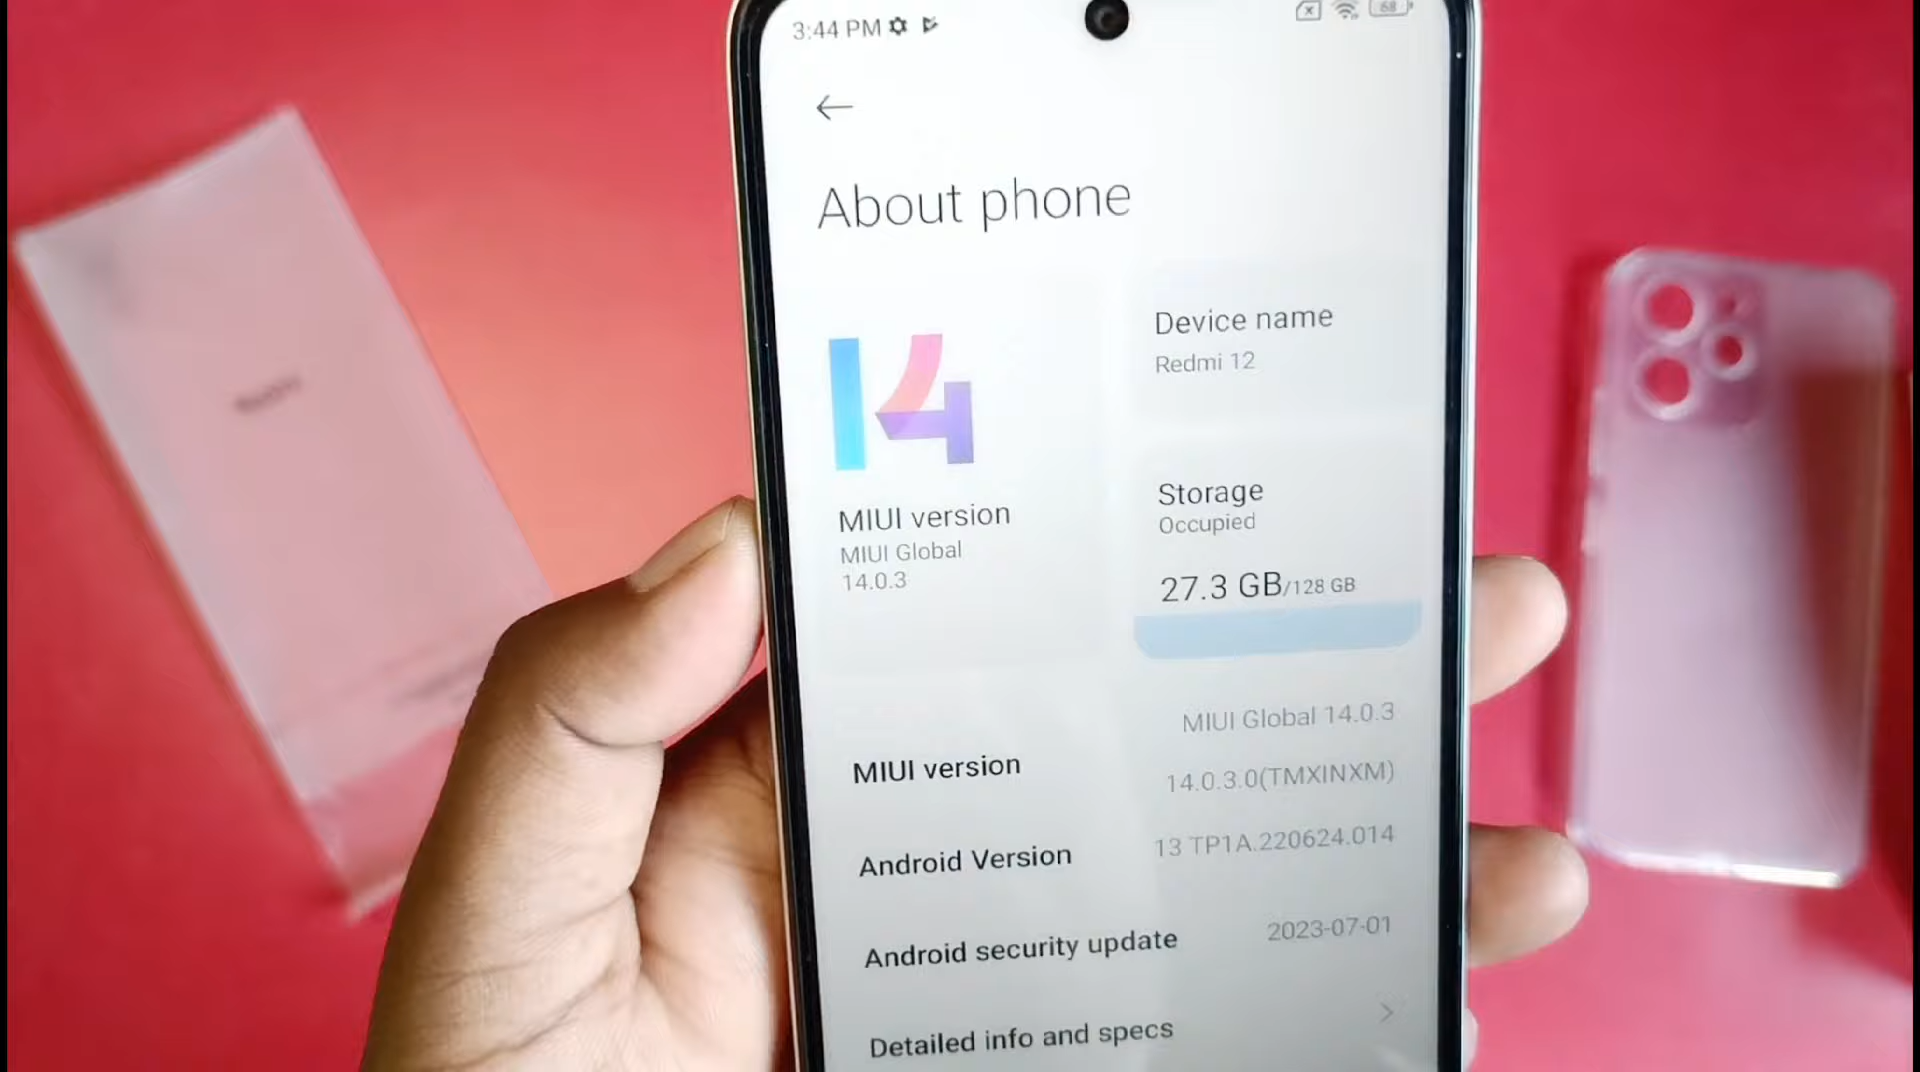 3:44 PM
68
About phone
14
Device name
Redmi 12
MIUI version
MIUI Global
14.0.3
Storage
Occupied
27.3 GB/128 GB
MIUI version
MIUI Global 14.0.3
14.0.3.0(TMXINXM)
Android Version
13 TP1A.220624.014
Android security update
2023-07-01
Detailed info and specs